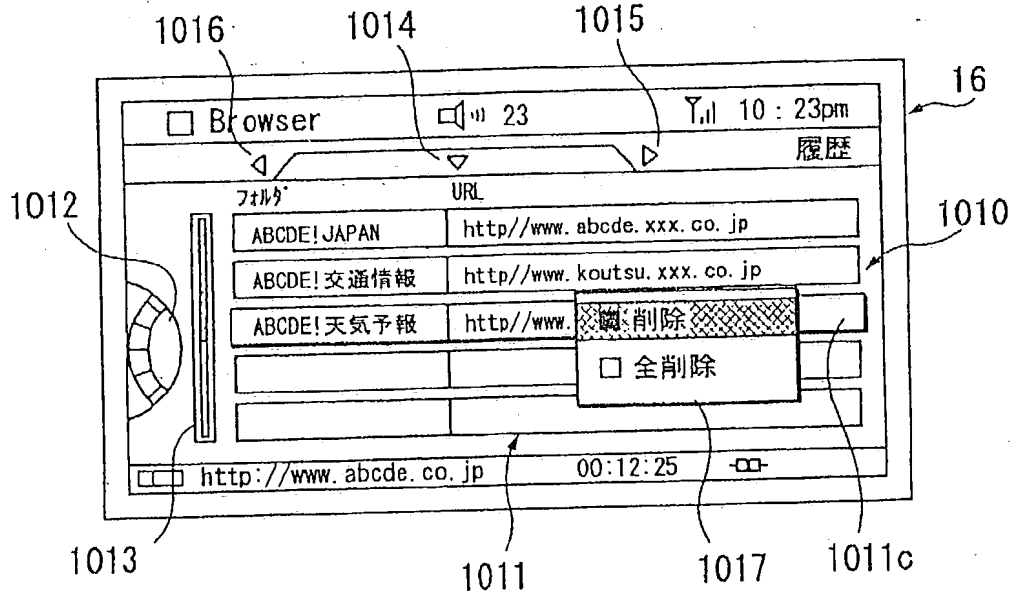 1016 1014 1015
16
Browser 23 10:23pm
履歴
フォルダ URL
1012
ABCDE!JAPAN http//www.abcde.xxx.co.jp
1010
ABCDE!交通情報 http//www.koutsu.xxx.co.jp
ABCDE!天気予報 http//www.
削除
全削除
http://www.abcde.co.jp 00:12:25
1013 1011 1017 1011c